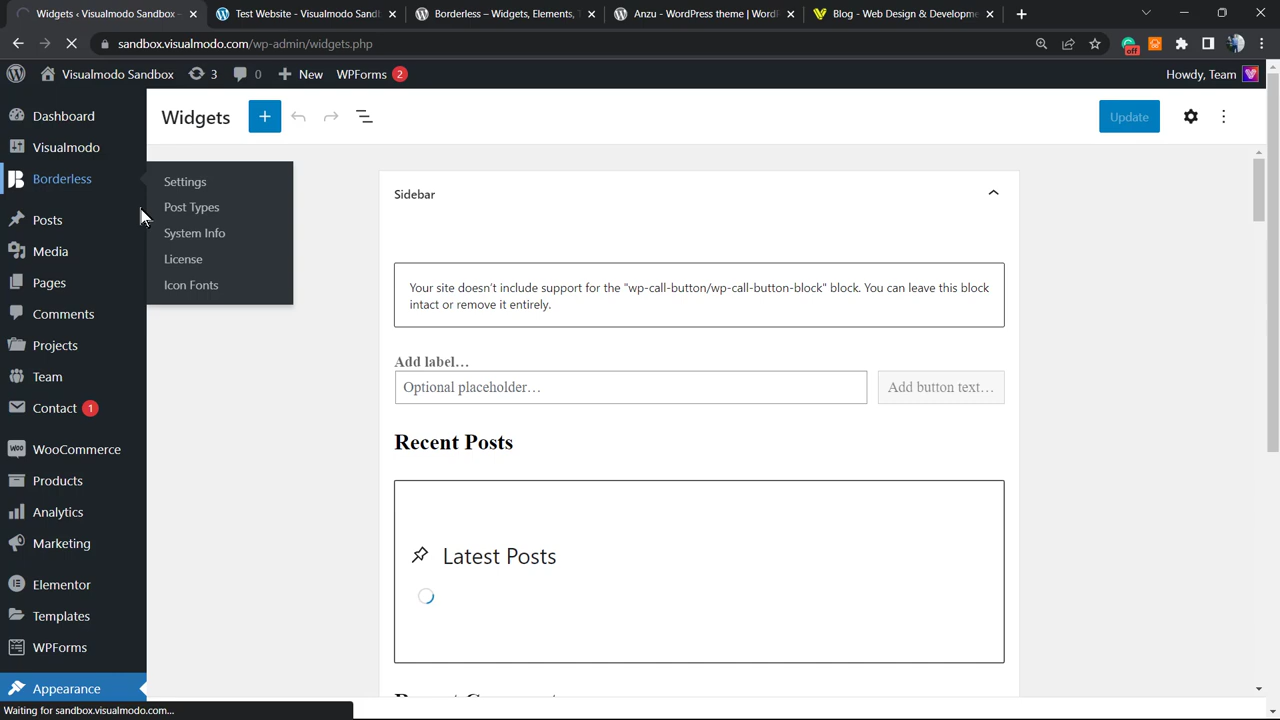 Widgets ‹ Visualmodo Sandbox —
Test Website - Visualmodo Sandb
Borderless – Widgets, Elements, T
Anzu - WordPress theme | WordP
Blog - Web Design & Developme
sandbox.visualmodo.com/wp-admin/widgets.php
off
Visualmodo Sandbox
3
0
New
WPForms 2
Howdy, Team
Dashboard
Visualmodo
Borderless
Posts
Media
Pages
Comments
Projects
Team
Contact 1
WooCommerce
Products
Analytics
Marketing
Elementor
Templates
WPForms
Appearance
Settings
Post Types
System Info
License
Icon Fonts
Widgets
Update
Sidebar
Your site doesn’t include support for the "wp-call-button/wp-call-button-block" block. You can leave this block
intact or remove it entirely.
Add label…
Optional placeholder…
Add button text…
Recent Posts
Latest Posts
Waiting for sandbox.visualmodo.com...